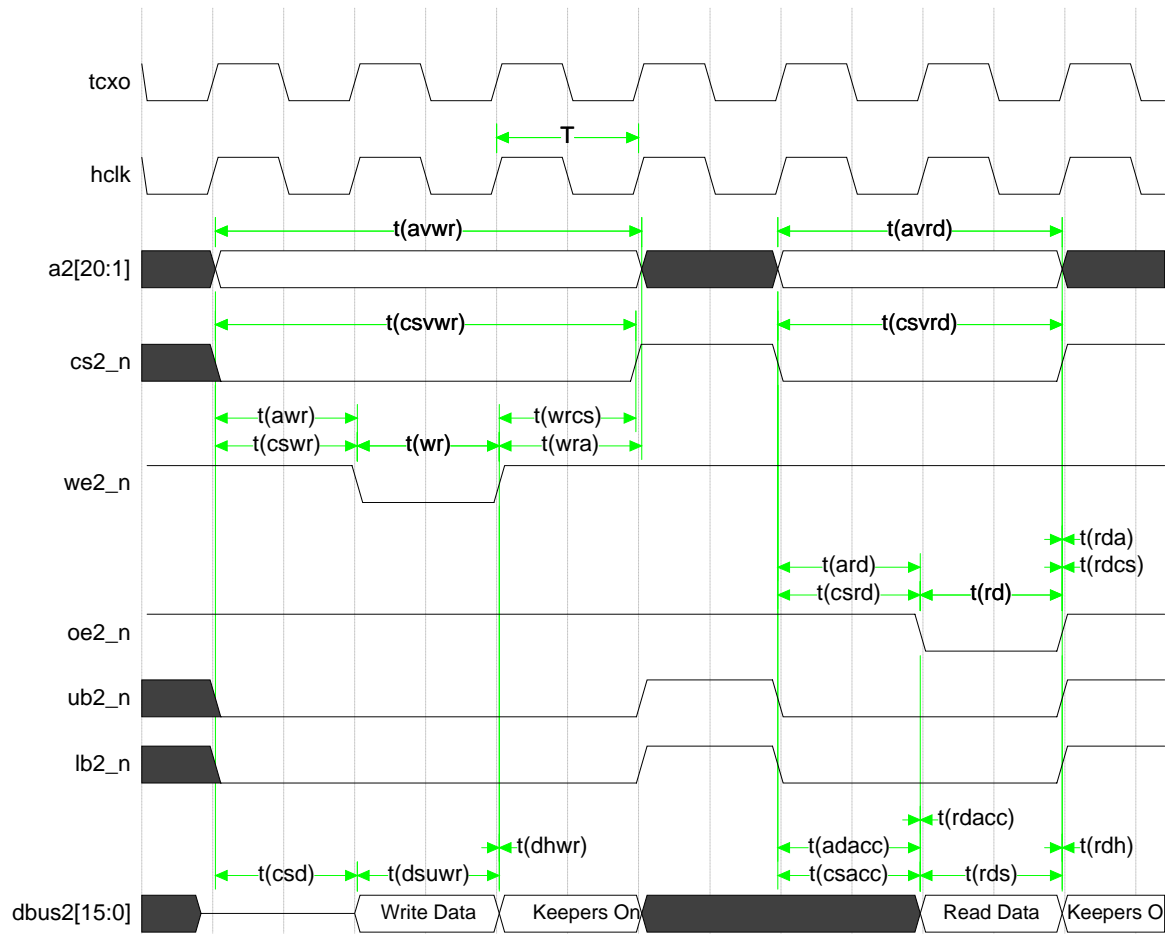 tcxo
T
hclk
t(avwr) t(avrd)
a2[20:1]
t(csvwr) t(csvrd)
cs2_n
t(awr) t(wrcs)
t(cswr) t(wr) t(wra)
we2_n
t(rda)
t(ard) t(rdcs)
t(csrd) t(rd)
oe2_n
ub2_n
lb2_n
t(rdacc)
t(dhwr) t(adacc) t(rdh)
t(csd) t(dsuwr) t(csacc) t(rds)
dbus2[15:0] Write Data Keepers On Read Data Keepers O